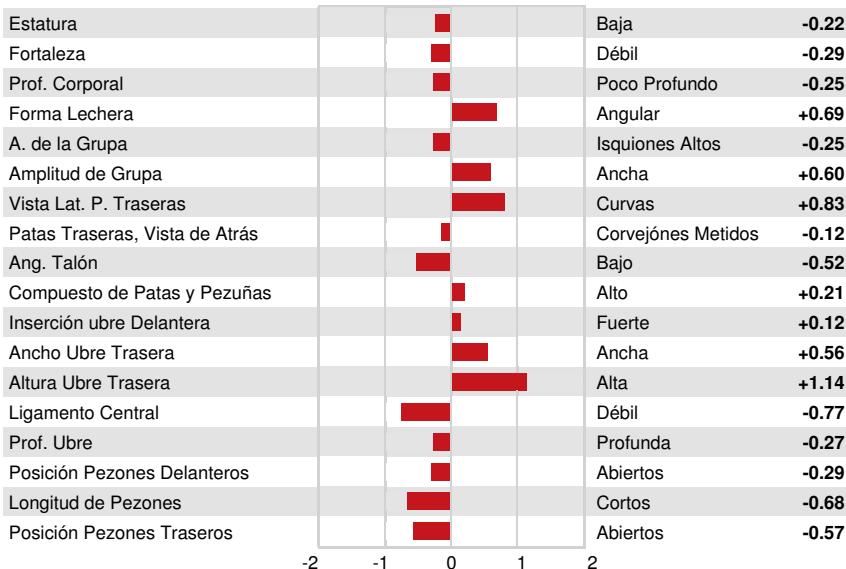 Estatura Baja -0.22
Fortaleza Débil -0.29
Prof. Corporal Poco Profundo -0.25
Forma Lechera Angular +0.69
A. de la Grupa Isquiones Altos -0.25
Amplitud de Grupa Ancha +0.60
Vista Lat. P. Traseras Curvas +0.83
Patas Traseras, Vista de Atrás Corvejónes Metidos -0.12
Ang. Talón Bajo -0.52
Compuesto de Patas y Pezuñas Alto +0.21
Inserción ubre Delantera Fuerte +0.12
Ancho Ubre Trasera Ancha +0.56
Altura Ubre Trasera Alta +1.14
Ligamento Central Débil -0.77
Prof. Ubre Profunda -0.27
Posición Pezones Delanteros Abiertos -0.29
Longitud de Pezones Cortos -0.68
Posición Pezones Traseros Abiertos -0.57
-2 -1 0 1 2